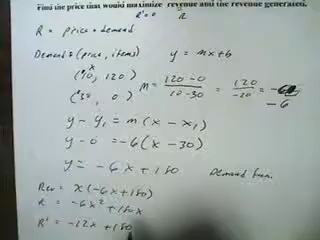 Find the price that would maximize revenue and the revenue generated.
R'=0 R
R = price * demand
Demand = (price, items) y = mx+b
x
(10, 120) M = 120-0 / 10-30 = 120 / -20 = -6
(30, 0) -6
y - y₁ = m(x - x₁)
y - 0 = -6(x - 30)
y = -6x + 180 Demand
Rev = x(-6x+180)
R = -6x² + 180x
R' = -12x + 180